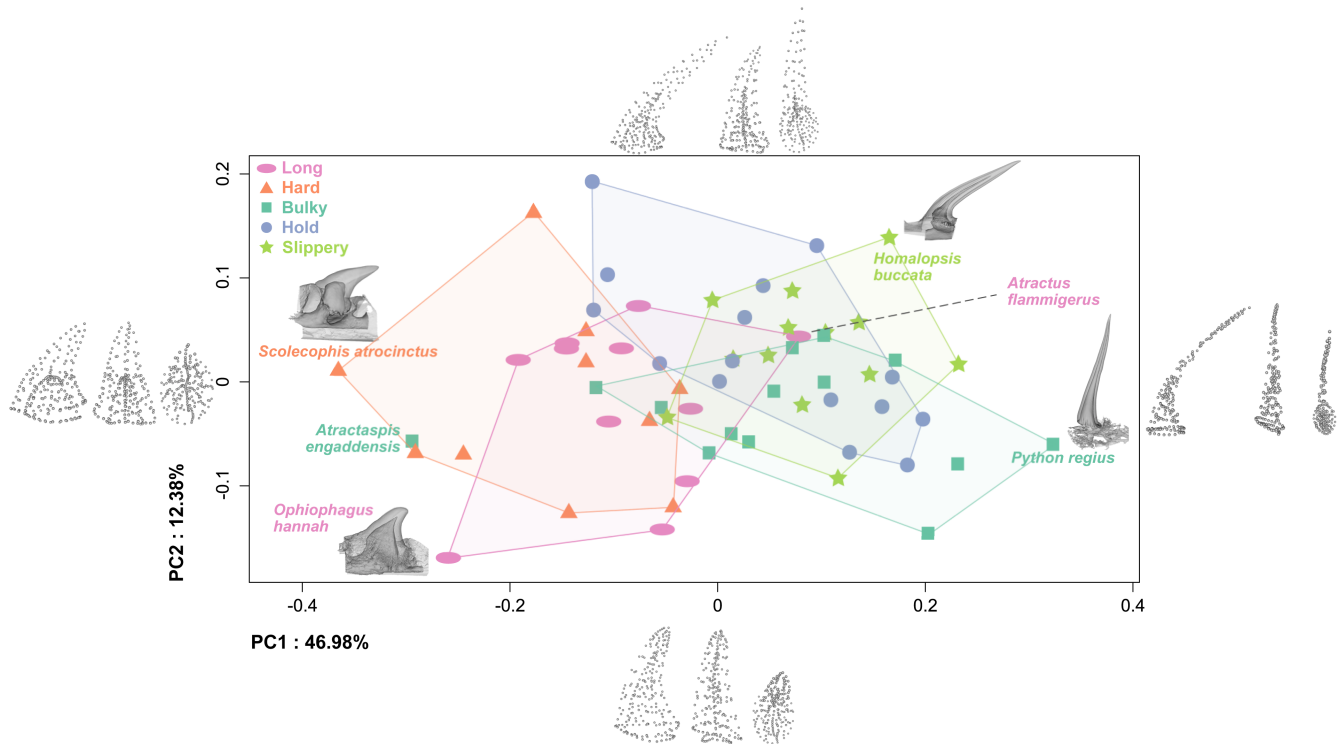 Long
Hard
Bulky
Hold
Slippery
0.2
0.1
0
-0.1
PC2 : 12.38%
Homalopsis
buccata
Atractus
flammigerus
Scolecophis atrocinctus
Atractaspis
engaddensis
Python regius
Ophiophagus
hannah
-0.4
-0.2
0
0.2
0.4
PC1 : 46.98%